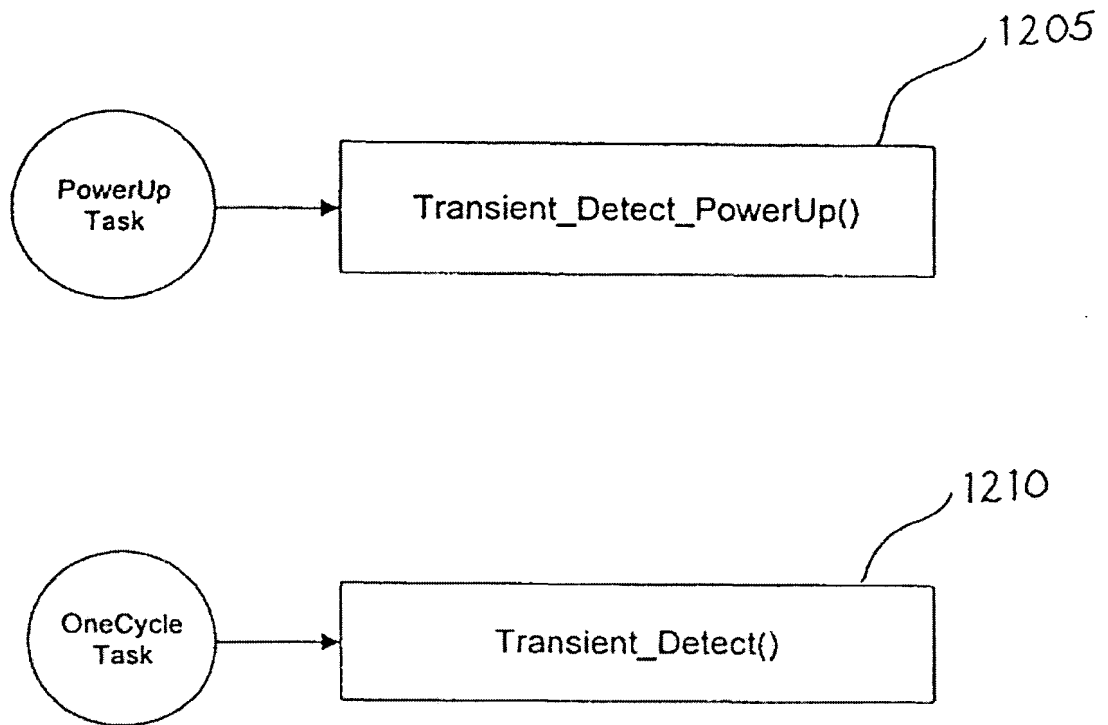 1205
PowerUp
Task
Transient_Detect_PowerUp()
1210
OneCycle
Task
Transient_Detect()